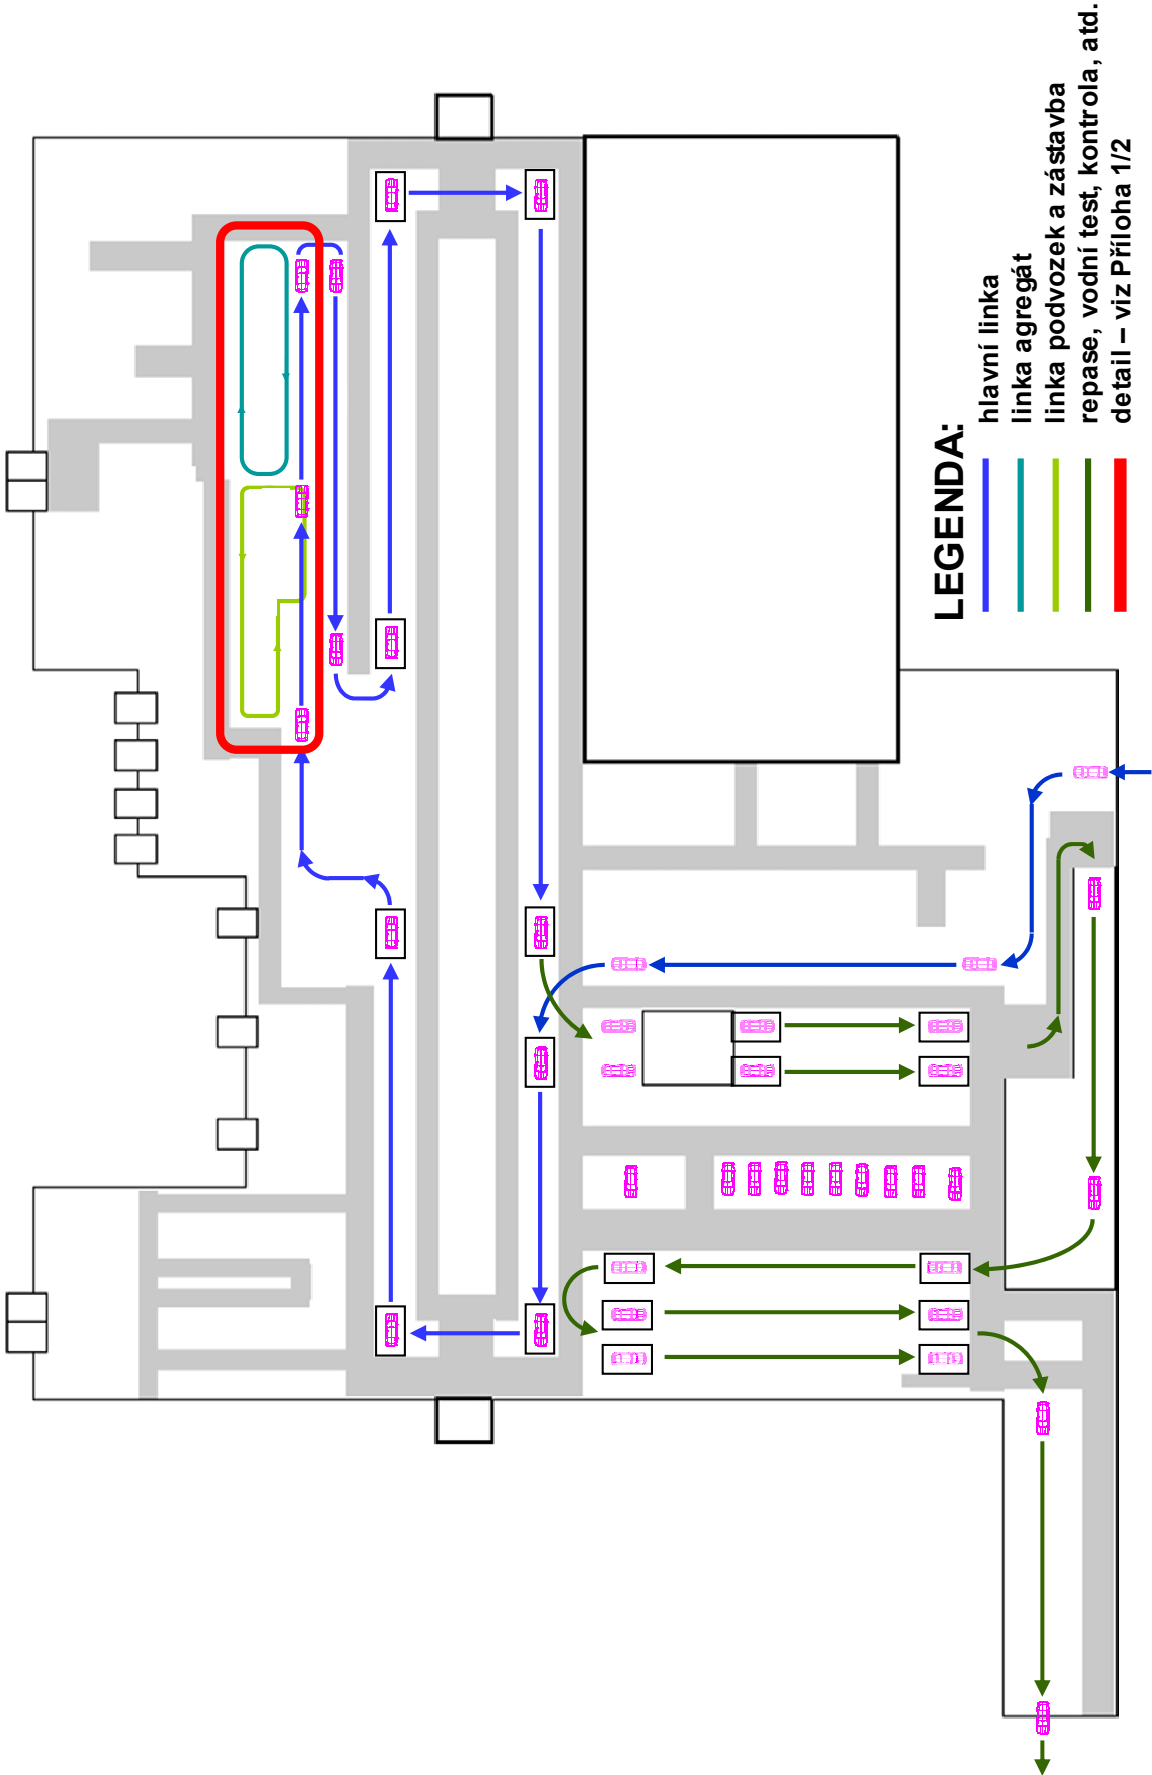 LEGENDA:
hlavní linka
linka agregát
linka podvozek a zástavba
repase, vodní test, kontrola, atd.
detail – viz Příloha 1/2